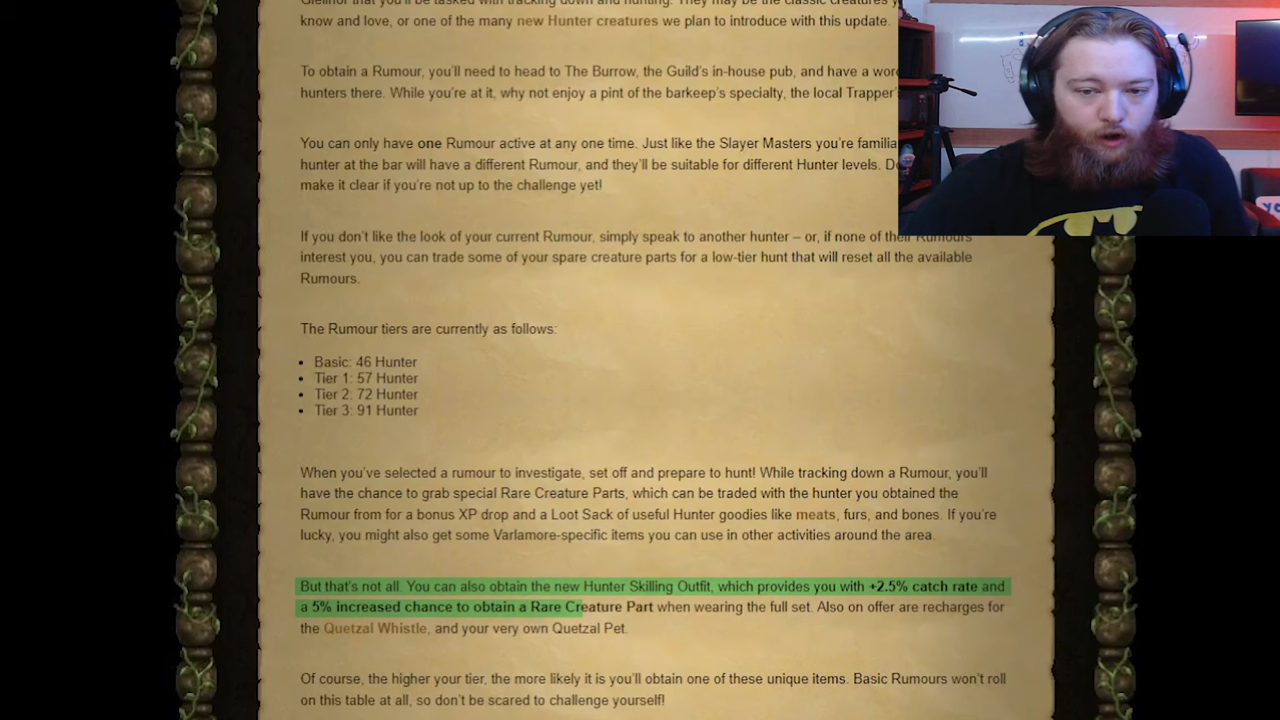 Gielinor that you'll be tasked with tracking down and hunting. They may be the classic creatures
know and love, or one of the many new Hunter creatures we plan to introduce with this update.
To obtain a Rumour, you'll need to head to The Burrow, the Guild's in-house pub, and have a
hunters there. While you're at it, why not enjoy a pint of the barkeep's specialty, the local Trapper's
You can only have one Rumour active at any one time. Just like the Slayer Masters you're
hunter at the bar will have a different Rumour, and they'll be suitable for different Hunter levels.
make it clear if you're not up to the challenge yet!
If you don't like the look of your current Rumour, simply speak to another hunter – or, if none of their Rumours
interest you, you can trade some of your spare creature parts for a low-tier hunt that will reset all the available
Rumours.
The Rumour tiers are currently as follows:
• Basic: 46 Hunter
• Tier 1: 57 Hunter
• Tier 2: 72 Hunter
• Tier 3: 91 Hunter
When you've selected a rumour to investigate, set off and prepare to hunt! While tracking down a Rumour, you'll
have the chance to grab special Rare Creature Parts, which can be traded with the hunter you obtained the
Rumour from for a bonus XP drop and a Loot Sack of useful Hunter goodies like meats, furs, and bones. If you're
lucky, you might also get some Varlamore-specific items you can use in other activities around the area.
But that's not all. You can also obtain the new Hunter Skilling Outfit, which provides you with +2.5% catch rate and
a 5% increased chance to obtain a Rare Creature Part when wearing the full set. Also on offer are recharges for
the Quetzal Whistle, and your very own Quetzal Pet.
Of course, the higher your tier, the more likely it is you'll obtain one of these unique items. Basic Rumours won't roll
on this table at all, so don't be scared to challenge yourself!